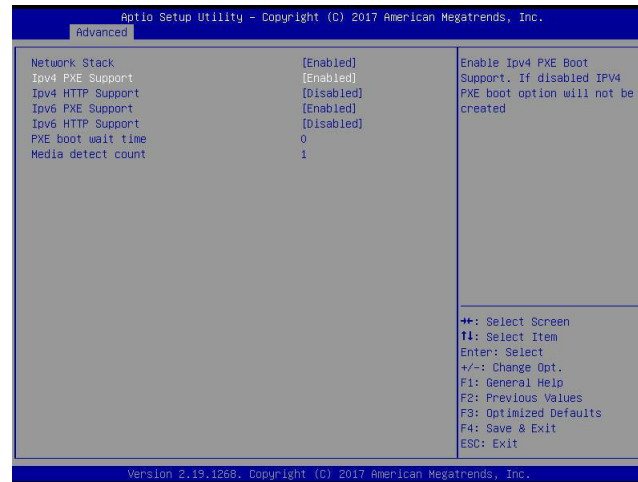 Aptio Setup Utility – Copyright (C) 2017 American Megatrends, Inc.
Advanced
Network Stack [Enabled]
Ipv4 PXE Support [Enabled]
Ipv4 HTTP Support [Disabled]
Ipv6 PXE Support [Enabled]
Ipv6 HTTP Support [Disabled]
PXE boot wait time 0
Media detect count 1
Enable Ipv4 PXE Boot
Support. If disabled IPV4
PXE boot option will not be
created
→←: Select Screen
↑↓: Select Item
Enter: Select
+/-: Change Opt.
F1: General Help
F2: Previous Values
F3: Optimized Defaults
F4: Save & Exit
ESC: Exit
Version 2.19.1268. Copyright (C) 2017 American Megatrends, Inc.